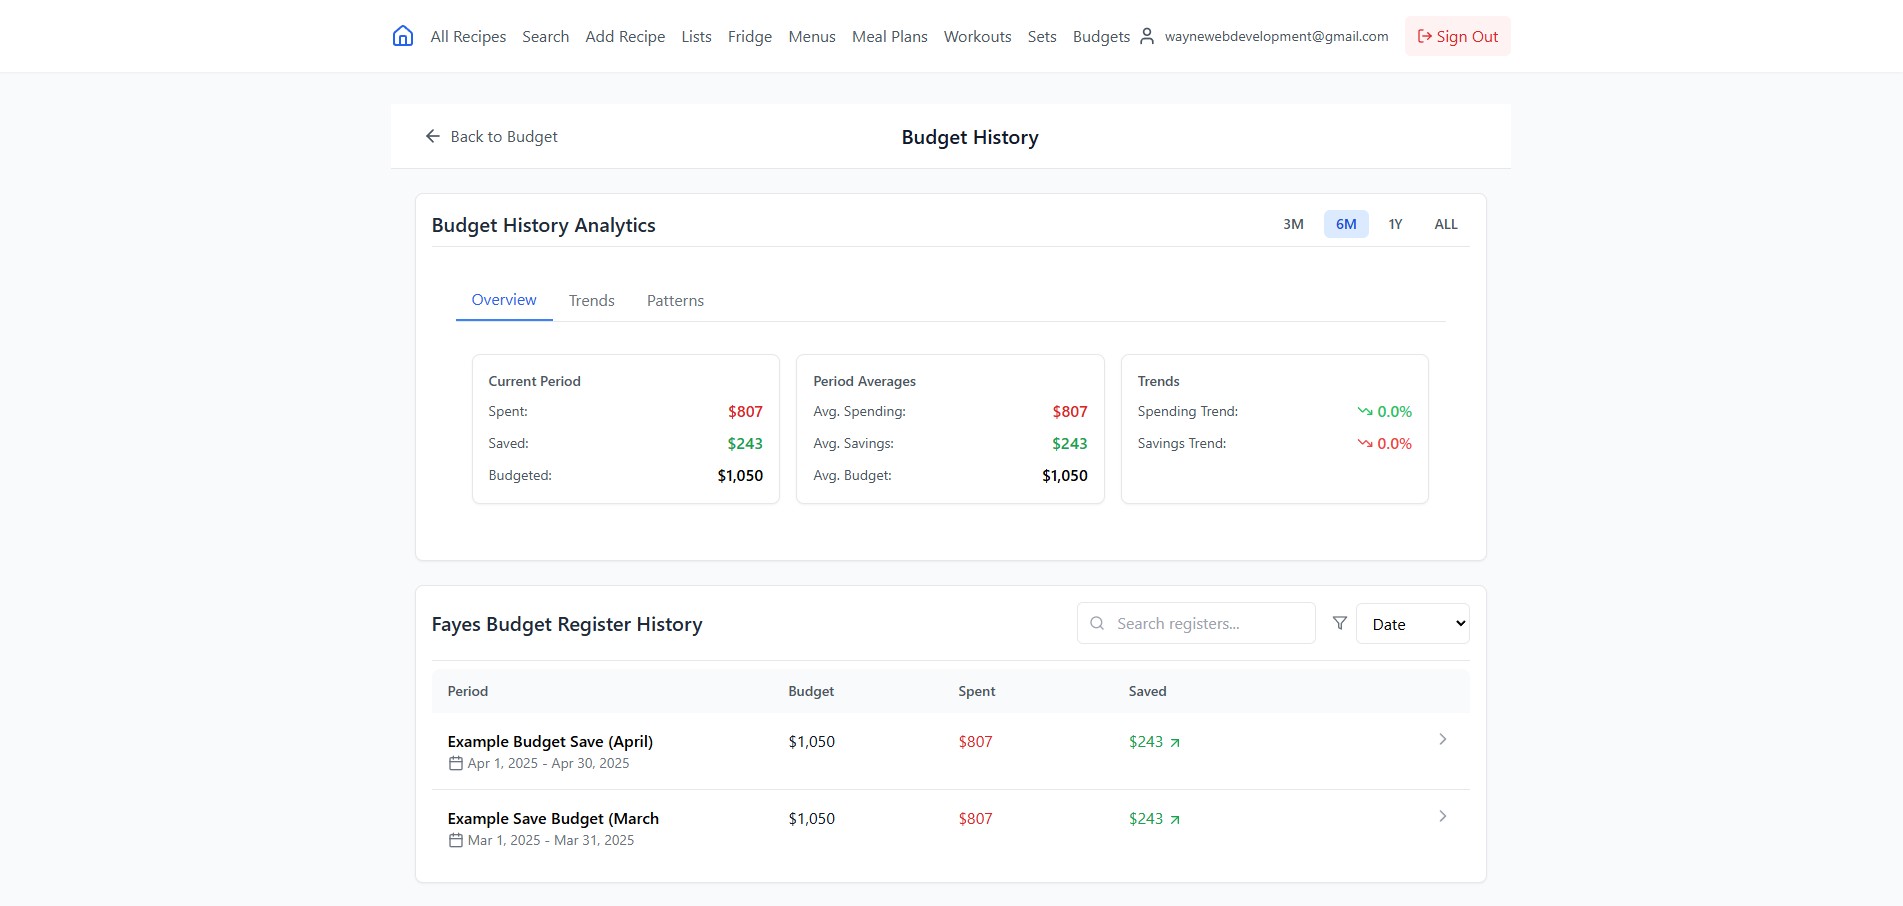 All Recipes Search Add Recipe Lists Fridge Menus Meal Plans Workouts Sets Budgets waynewebdevelopment@gmail.com Sign Out
Back to Budget
Budget History
Budget History Analytics
3M 6M 1Y ALL
Overview Trends Patterns
Current Period
Spent: $807
Saved: $243
Budgeted: $1,050
Period Averages
Avg. Spending: $807
Avg. Savings: $243
Avg. Budget: $1,050
Trends
Spending Trend: 0.0%
Savings Trend: 0.0%
Fayes Budget Register History
Search registers...
Date
Period Budget Spent Saved
Example Budget Save (April) $1,050 $807 $243
Apr 1, 2025 - Apr 30, 2025
Example Save Budget (March $1,050 $807 $243
Mar 1, 2025 - Mar 31, 2025